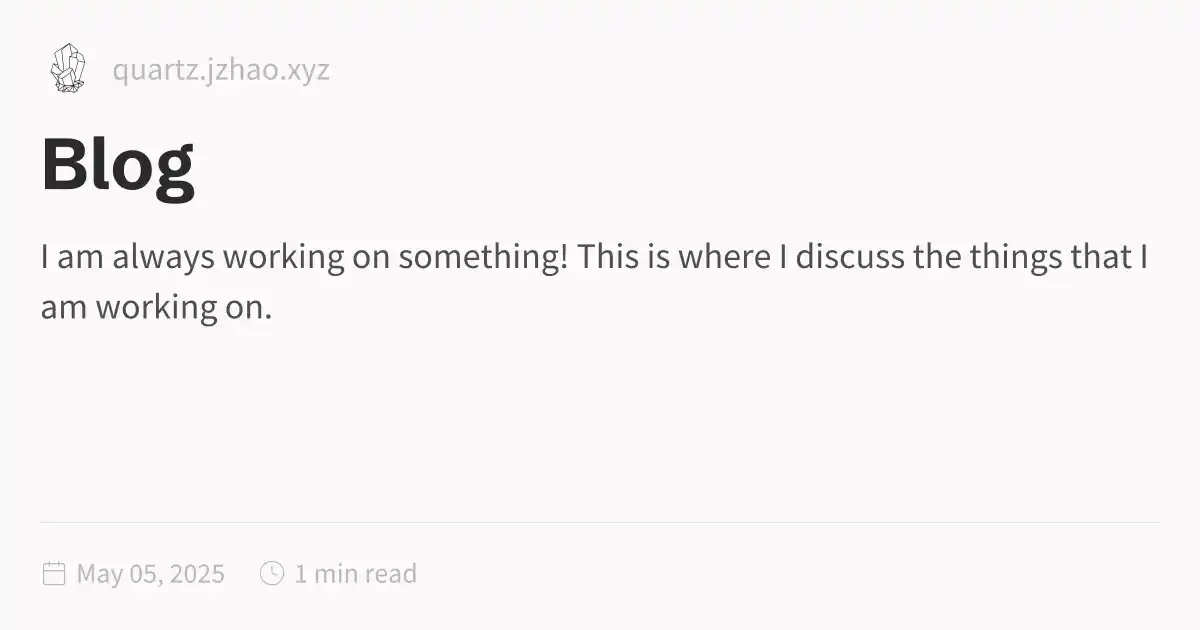 quartz.jzhao.xyz
Blog
I am always working on something! This is where I discuss the things that I
am working on.
May 05, 2025 1 min read